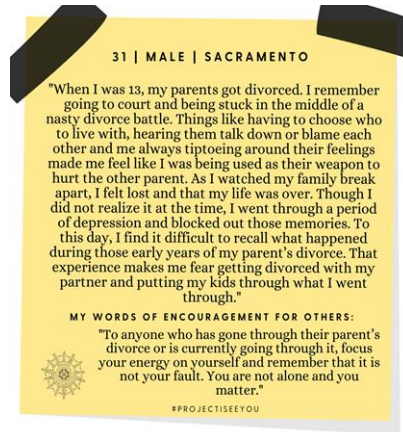 31 | MALE | SACRAMENTO
"When I was 13, my parents got divorced. I remember
going to court and being stuck in the middle of a
nasty divorce battle. Things like having to choose who
to live with, hearing them talk down or blame each
other and me always tiptoeing around their feelings
made me feel like I was being used as their weapon to
hurt the other parent. As I watched my family break
apart, I felt lost and that my life was over. Though I
did not realize it at the time, I went through a period
of depression and blocked out those memories. To
this day, I find it difficult to recall what happened
during those early years of my parent's divorce. That
experience makes me fear getting divorced with my
partner and putting my kids through what I went
through."
MY WORDS OF ENCOURAGEMENT FOR OTHERS:
"To anyone who has gone through their parent's
divorce or is currently going through it, focus
your energy on yourself and remember that it is
not your fault. You are not alone and you
matter."
#PROJECTISEEYOU